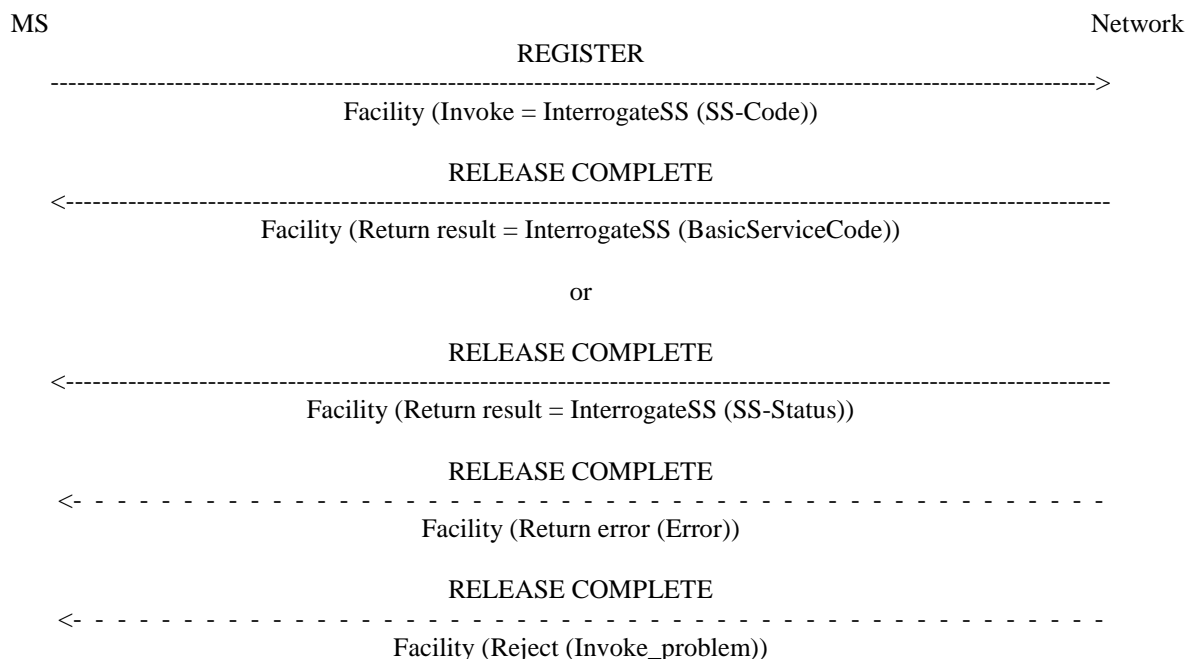 MS Network
REGISTER
------------------------------------------------------------------------------------------------------------------------>
Facility (Invoke = InterrogateSS (SS-Code))
RELEASE COMPLETE
<------------------------------------------------------------------------------------------------------------------------
Facility (Return result = InterrogateSS (BasicServiceCode))
or
RELEASE COMPLETE
<------------------------------------------------------------------------------------------------------------------------
Facility (Return result = InterrogateSS (SS-Status))
RELEASE COMPLETE
<- - - - - - - - - - - - - - - - - - - - - - - - - - - - - - - - - - - - - - - - - - - - - - - - -
Facility (Return error (Error))
RELEASE COMPLETE
<- - - - - - - - - - - - - - - - - - - - - - - - - - - - - - - - - - - - - - - - - - - - - - - - -
Facility (Reject (Invoke_problem))